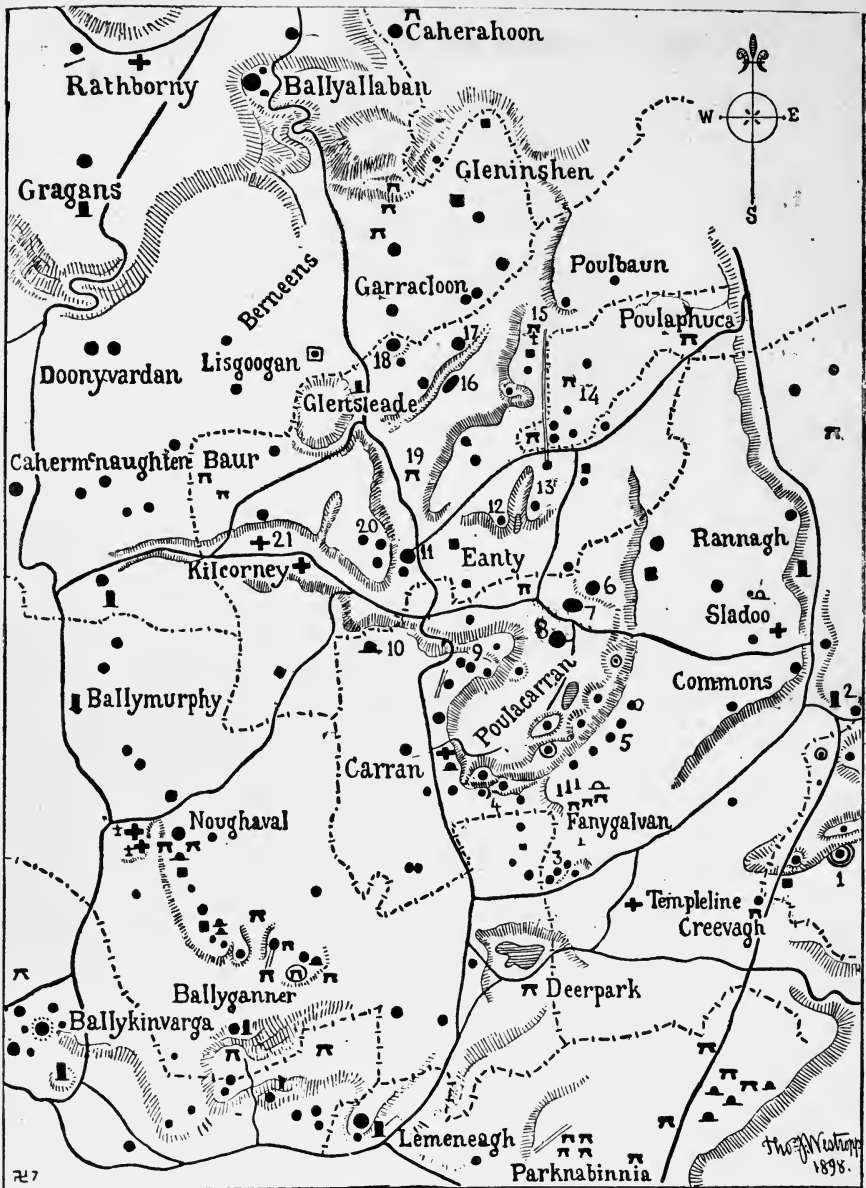 Caherahoon
Rathborny
Ballyallaban
W E
S
Gleninshen
Gragans
Berneens
Garracloon
Poulbaun
Poulaphuca
15
17
18
Doonyvardan
Lisgoogan
16
14
Glensleade
Cahermcnaughten
Baur
19
13
12
20
21
11
Eanty
Rannagh
Kilcorney
6
7
Sladoo
8
10
9
Commons
Ballymurphy
Poulacarran
2
5
Carran
4
Fanygalvan
Noughaval
3
1
Templeline
Creevagh
Ballyganner
Deerpark
Ballykinvarga
Lemeneagh
Parknabinnia
Tho. J. Westropp
1898.